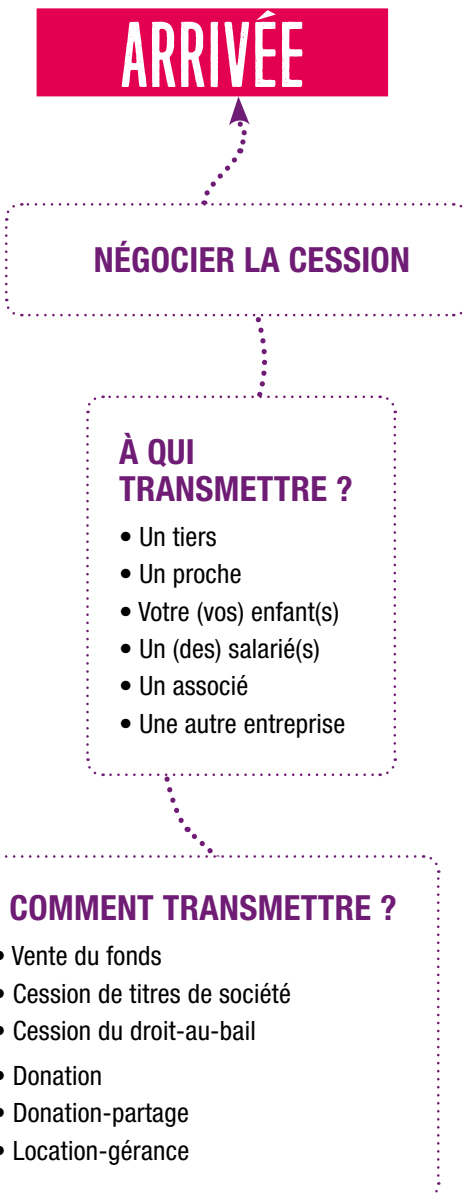 ARRIVÉE
NÉGOCIER LA CESSION
À QUI
TRANSMETTRE ?
• Un tiers
• Un proche
• Votre (vos) enfant(s)
• Un (des) salarié(s)
• Un associé
• Une autre entreprise
COMMENT TRANSMETTRE ?
• Vente du fonds
• Cession de titres de société
• Cession du droit-au-bail
• Donation
• Donation-partage
• Location-gérance